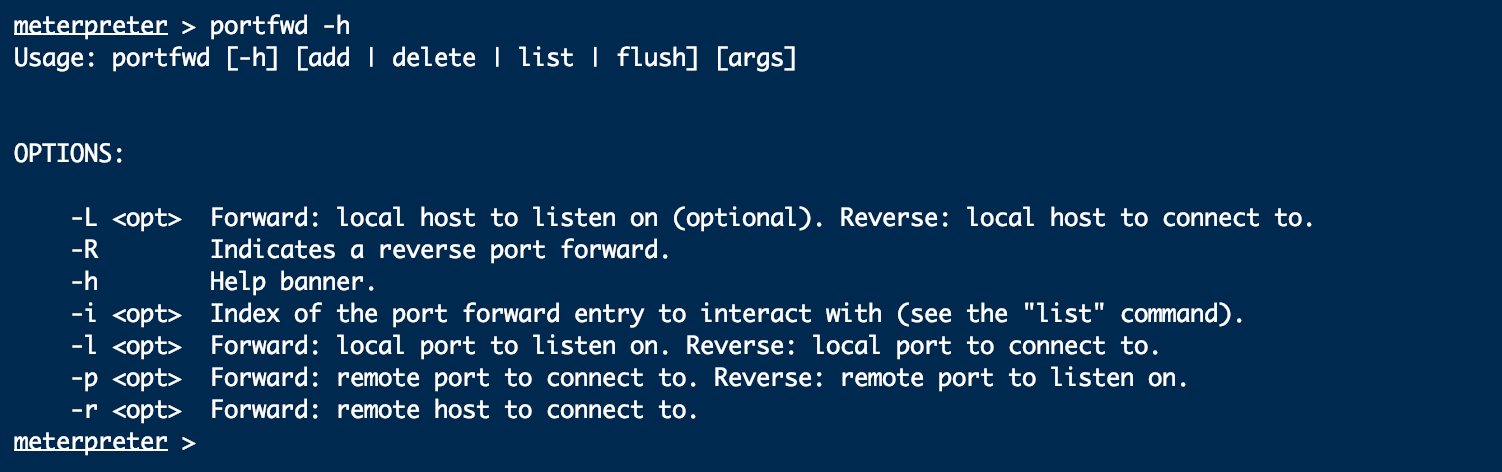 meterpreter > portfwd -h
Usage: portfwd [-h] [add | delete | list | flush] [args]
OPTIONS:
-L <opt>  Forward: local host to listen on (optional). Reverse: local host to connect to.
-R        Indicates a reverse port forward.
-h        Help banner.
-i <opt>  Index of the port forward entry to interact with (see the "list" command).
-l <opt>  Forward: local port to listen on. Reverse: local port to connect to.
-p <opt>  Forward: remote port to connect to. Reverse: remote port to listen on.
-r <opt>  Forward: remote host to connect to.
meterpreter >